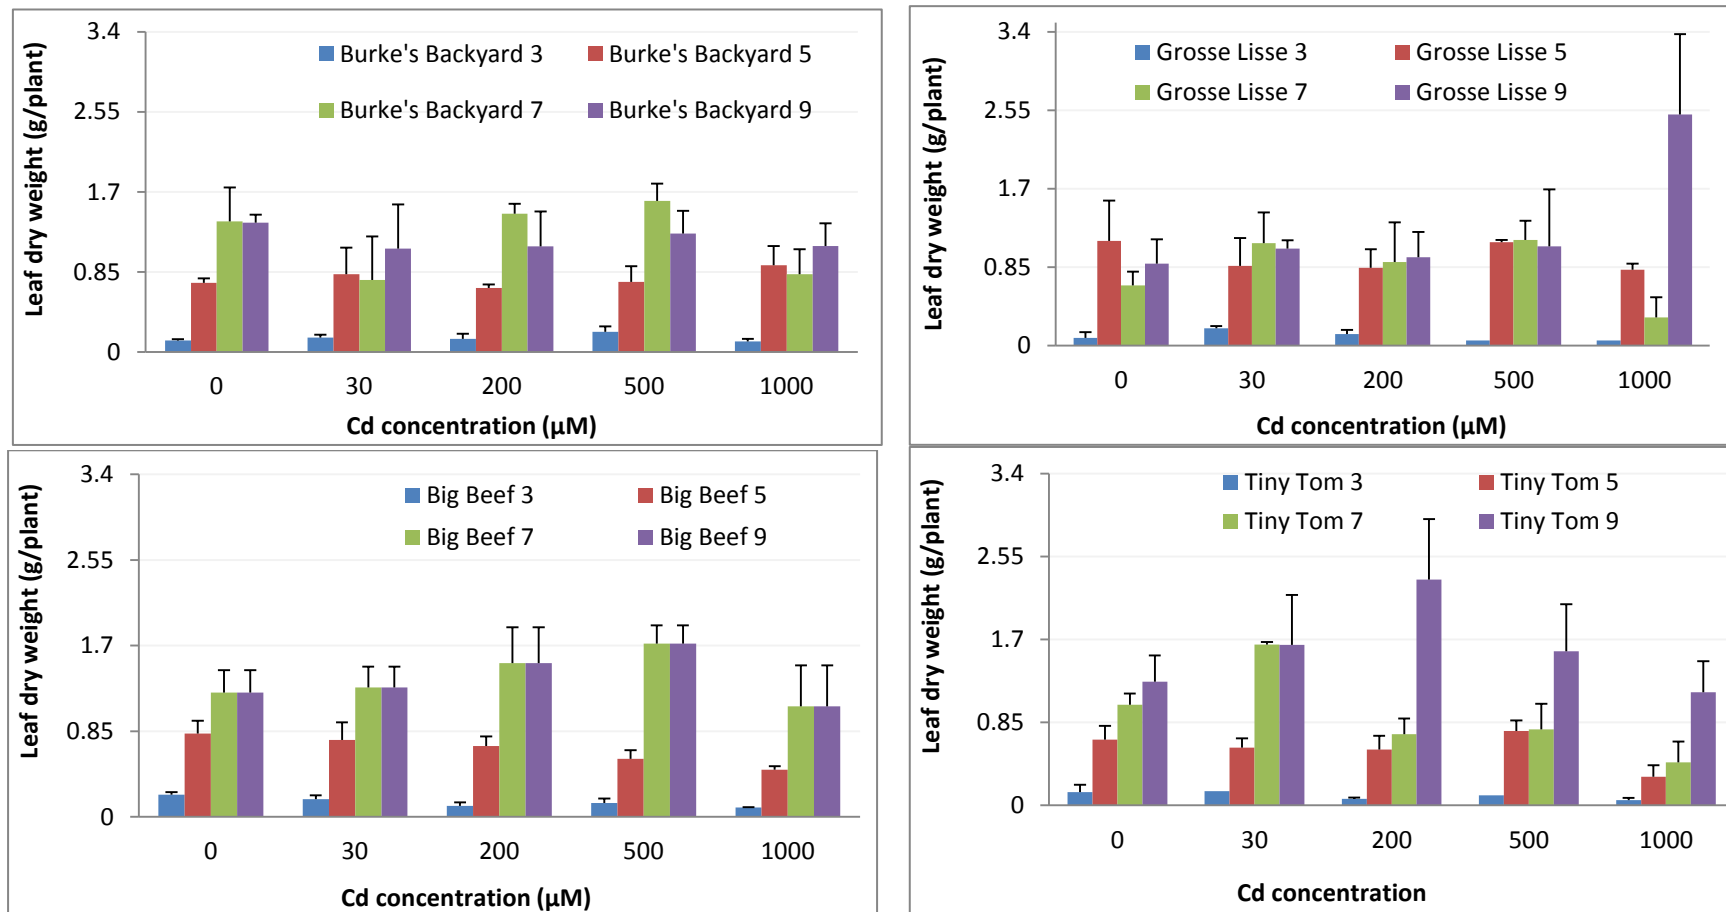 Leaf dry weight (g/plant)
3.4
2.55
1.7
0.85
0
Burke's Backyard 3
Burke's Backyard 5
Burke's Backyard 7
Burke's Backyard 9
0 30 200 500 1000
Cd concentration (µM)
Leaf dry weight (g/plant)
3.4
2.55
1.7
0.85
0
Grosse Lisse 3
Grosse Lisse 5
Grosse Lisse 7
Grosse Lisse 9
0 30 200 500 1000
Cd concentration (µM)
Leaf dry weight (g/plant)
3.4
2.55
1.7
0.85
0
Big Beef 3
Big Beef 5
Big Beef 7
Big Beef 9
0 30 200 500 1000
Cd concentration (µM)
Leaf dry weight (g/plant)
3.4
2.55
1.7
0.85
0
Tiny Tom 3
Tiny Tom 5
Tiny Tom 7
Tiny Tom 9
0 30 200 500 1000
Cd concentration